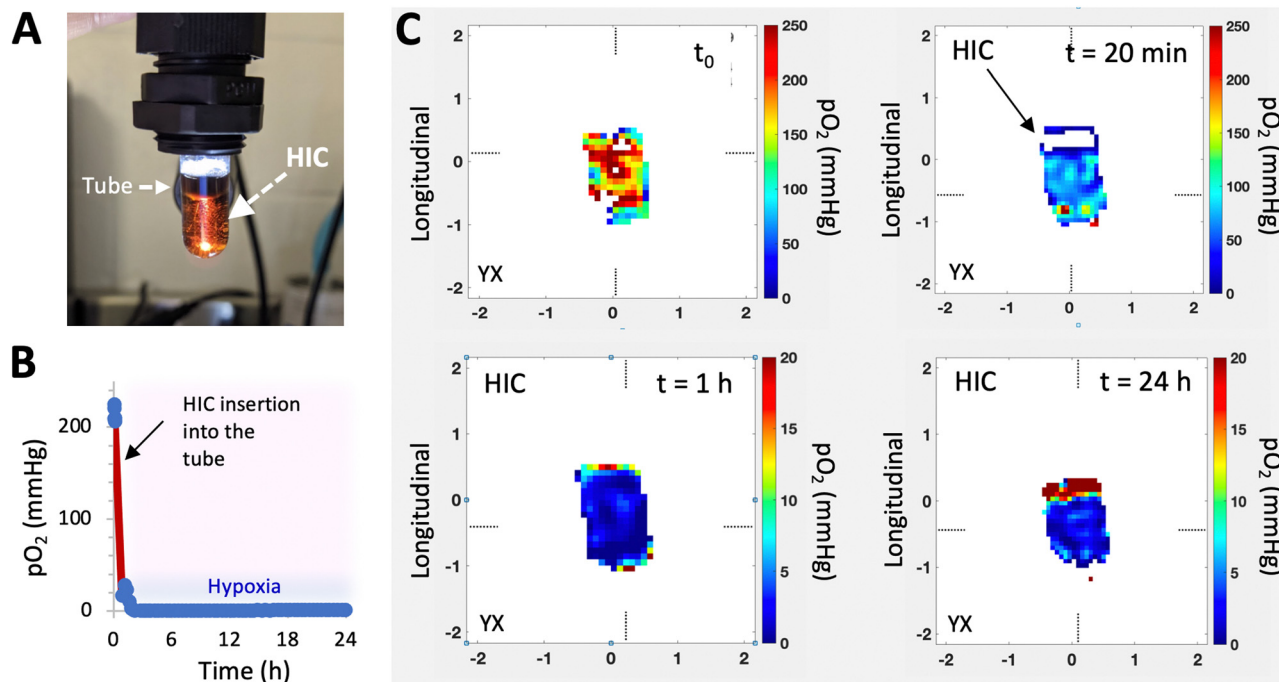 A
Tube
HIC
B
pO₂ (mmHg)
200
100
0
HIC insertion
into the
tube
Hypoxia
0 6 12 18 24
Time (h)
C
t₀
Longitudinal
2
1
0
-1
-2
YX
-2 -1 0 1 2
250
200
150
100
50
0
pO₂ (mmHg)
HIC
t = 20 min
Longitudinal
2
1
0
-1
-2
YX
-2 -1 0 1 2
250
200
150
100
50
0
pO₂ (mmHg)
HIC
t = 1 h
Longitudinal
2
1
0
-1
-2
YX
-2 -1 0 1 2
20
15
10
5
0
pO₂ (mmHg)
HIC
t = 24 h
Longitudinal
2
1
0
-1
-2
YX
-2 -1 0 1 2
20
15
10
5
0
pO₂ (mmHg)